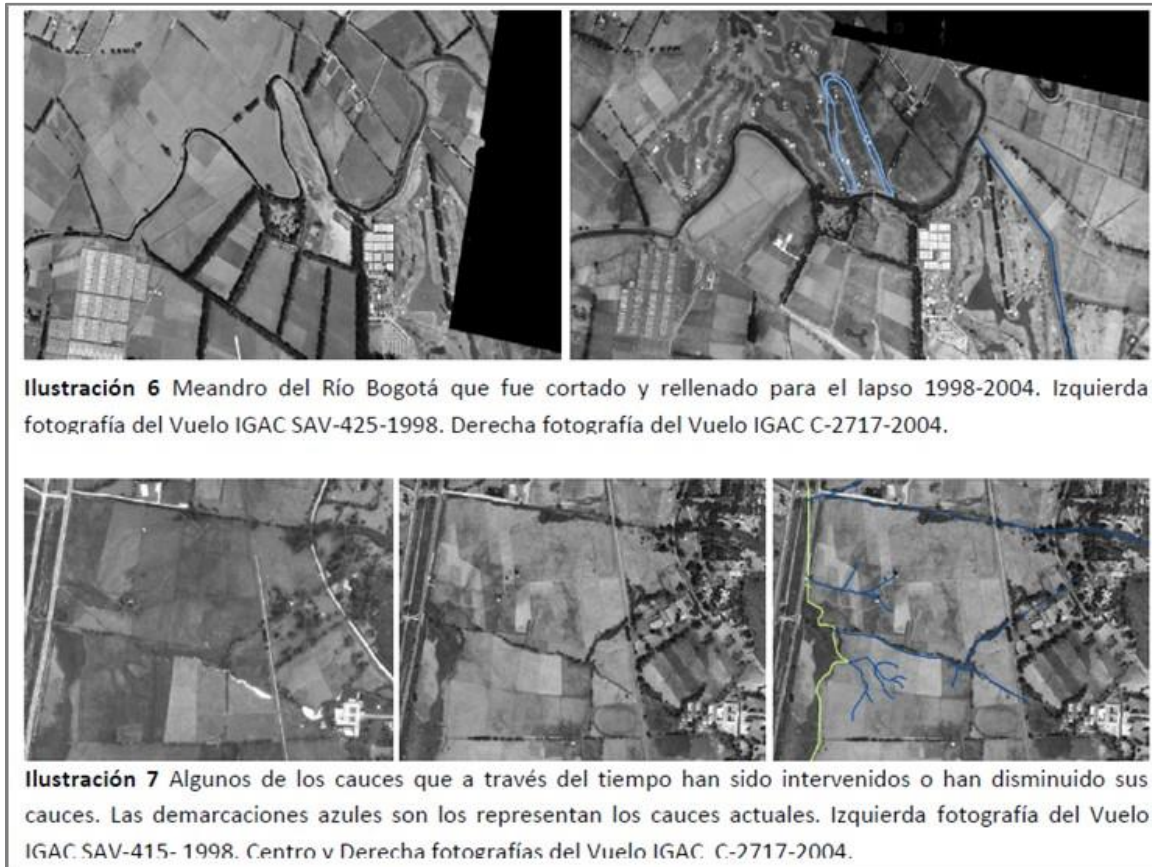 Ilustración 6 Meandro del Río Bogotá que fue cortado y rellenado para el lapso 1998-2004. Izquierda
fotografía del Vuelo IGAC SAV-425-1998. Derecha fotografía del Vuelo IGAC C-2717-2004.
Ilustración 7 Algunos de los cauces que a través del tiempo han sido intervenidos o han disminuido sus
cauces. Las demarcaciones azules son los representan los cauces actuales. Izquierda fotografía del Vuelo
IGAC SAV-415- 1998. Centro y Derecha fotografías del Vuelo IGAC C-2717-2004.